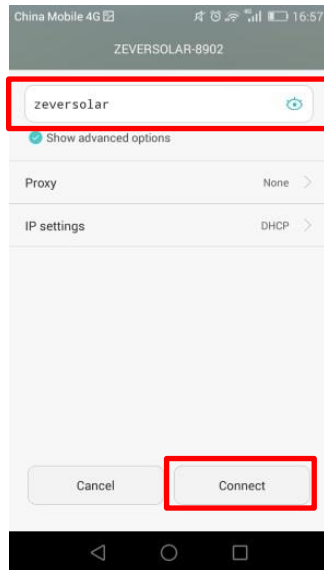 China Mobile 4G 16:57
ZEVERSOLAR-8902
zeversolar
Show advanced options
Proxy None
IP settings DHCP
Cancel Connect